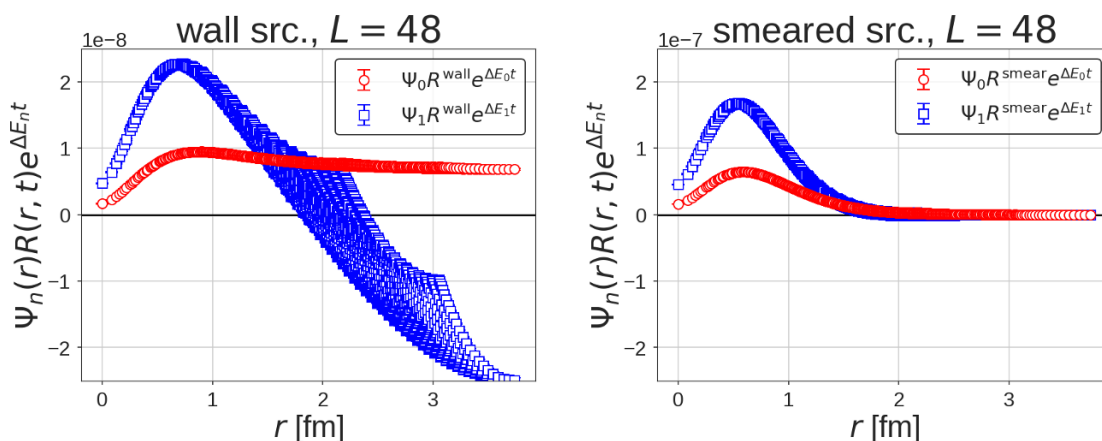 wall src., L = 48
1e−8
Ψ₀R^wall e^{ΔE₀t}
Ψ₁R^wall e^{ΔE₁t}
Ψₙ(r)R(r, t)e^{ΔEₙt}
2
1
0
−1
−2
0 1 2 3
r [fm]
smeared src., L = 48
1e−7
Ψ₀R^smear e^{ΔE₀t}
Ψ₁R^smear e^{ΔE₁t}
Ψₙ(r)R(r, t)e^{ΔEₙt}
2
1
0
−1
−2
0 1 2 3
r [fm]